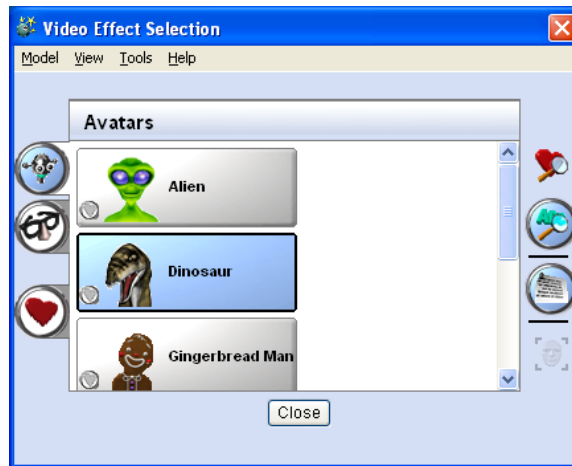 Video Effect Selection
Model View Tools Help
Avatars
Alien
Dinosaur
Gingerbread Man
Close